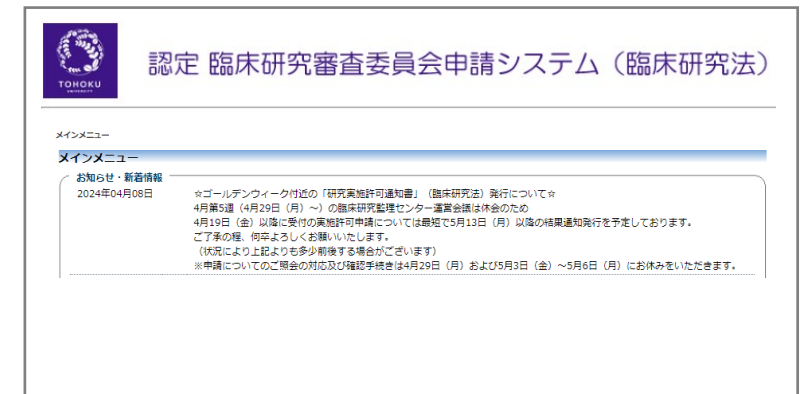 TOHOKU
UNIVERSITY
認定 臨床研究審査委員会申請システム（臨床研究法）
メインメニュー
メインメニュー
お知らせ・新着情報
2024年04月08日
☆ゴールデンウィーク付近の「研究実施許可通知書」（臨床研究法）発行について☆
4月第5週（4月29日（月）～）の臨床研究監理センター運営会議は休会のため
4月19日（金）以降に受付の実施許可申請については最短で5月13日（月）以降の結果通知発行を予定しております。
ご了承の程、何卒よろしくお願いいたします。
（状況により上記よりも多少前後する場合がございます）
※申請についてのご照会の対応及び確認手続きは4月29日（月）および5月3日（金）～5月6日（月）にお休みをいただきます。